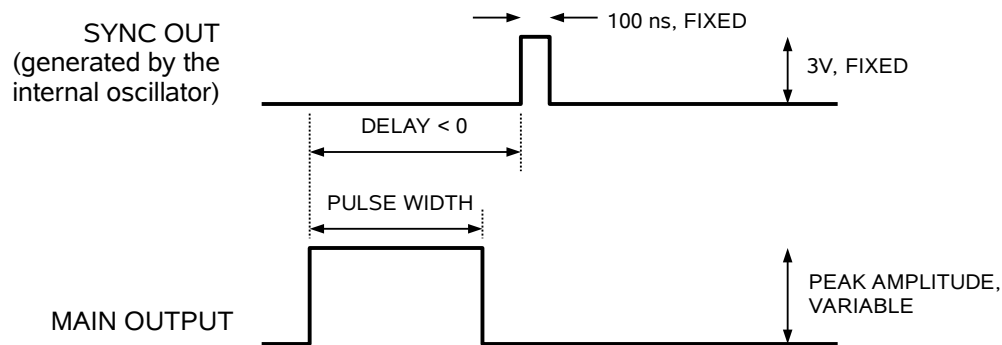 100 ns, FIXED
SYNC OUT
(generated by the
internal oscillator)
3V, FIXED
DELAY < 0
PULSE WIDTH
PEAK AMPLITUDE,
VARIABLE
MAIN OUTPUT